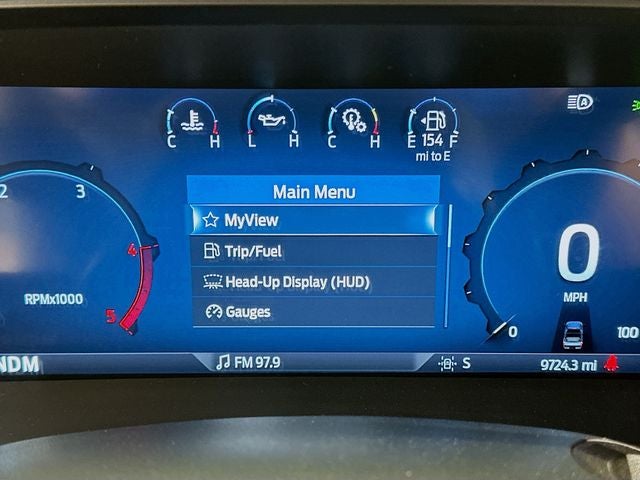 C H
L H
C H
E 154 F
mi to E
A
Main Menu
MyView
Trip/Fuel
Head-Up Display (HUD)
Gauges
2
3
4
5
RPMx1000
0
MPH
0
100
NDM
FM 97.9
S
9724.3 mi